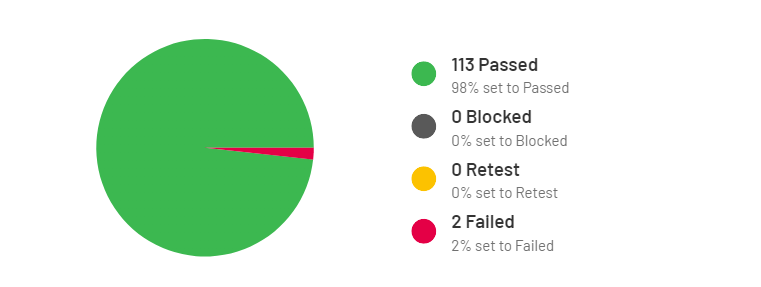 113 Passed
98% set to Passed
0 Blocked
0% set to Blocked
0 Retest
0% set to Retest
2 Failed
2% set to Failed